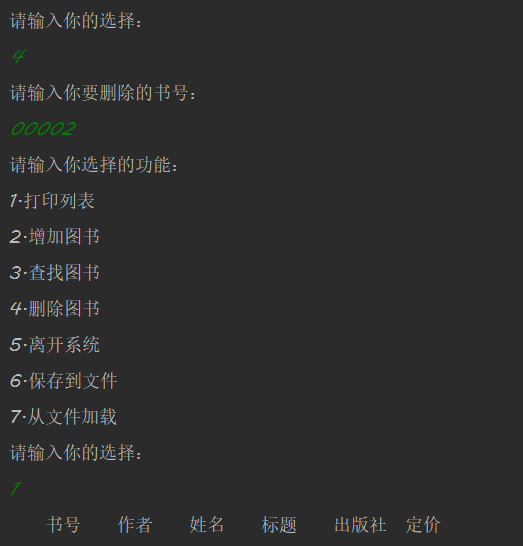 请输入你的选择：
4
请输入你要删除的书号：
00002
请输入你选择的功能：
1.打印列表
2.增加图书
3.查找图书
4.删除图书
5.离开系统
6.保存到文件
7.从文件加载
请输入你的选择：
1
书号 作者 姓名 标题 出版社 定价